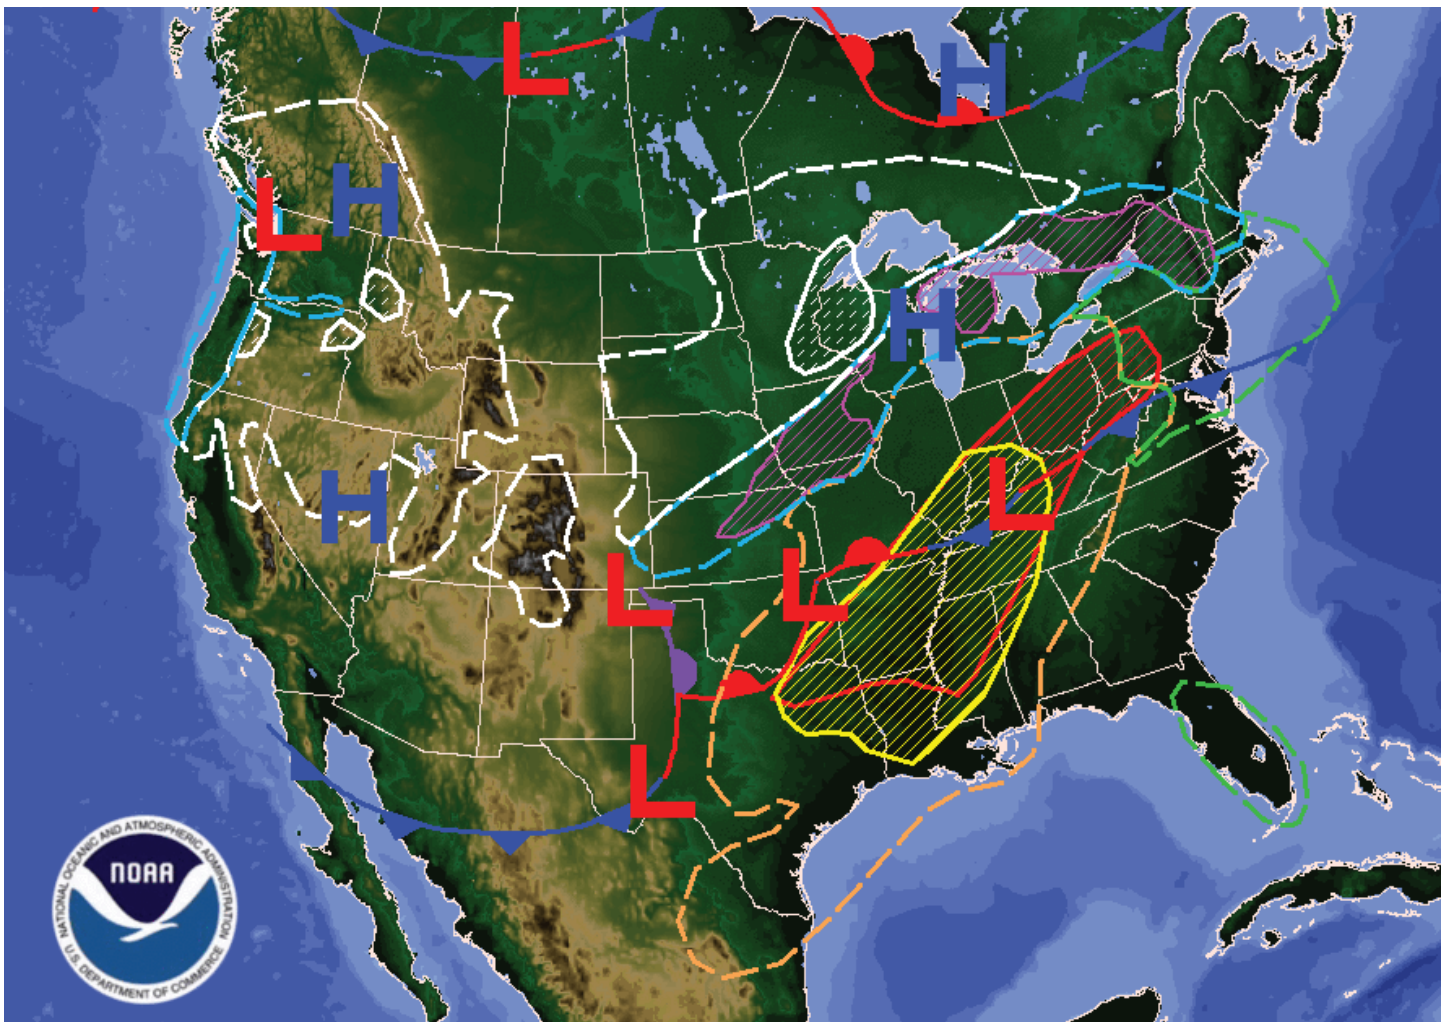 L
H
L
H
H
H
L
L
L
L
NOAA
NATIONAL OCEANIC AND ATMOSPHERIC ADMINISTRATION
U.S. DEPARTMENT OF COMMERCE